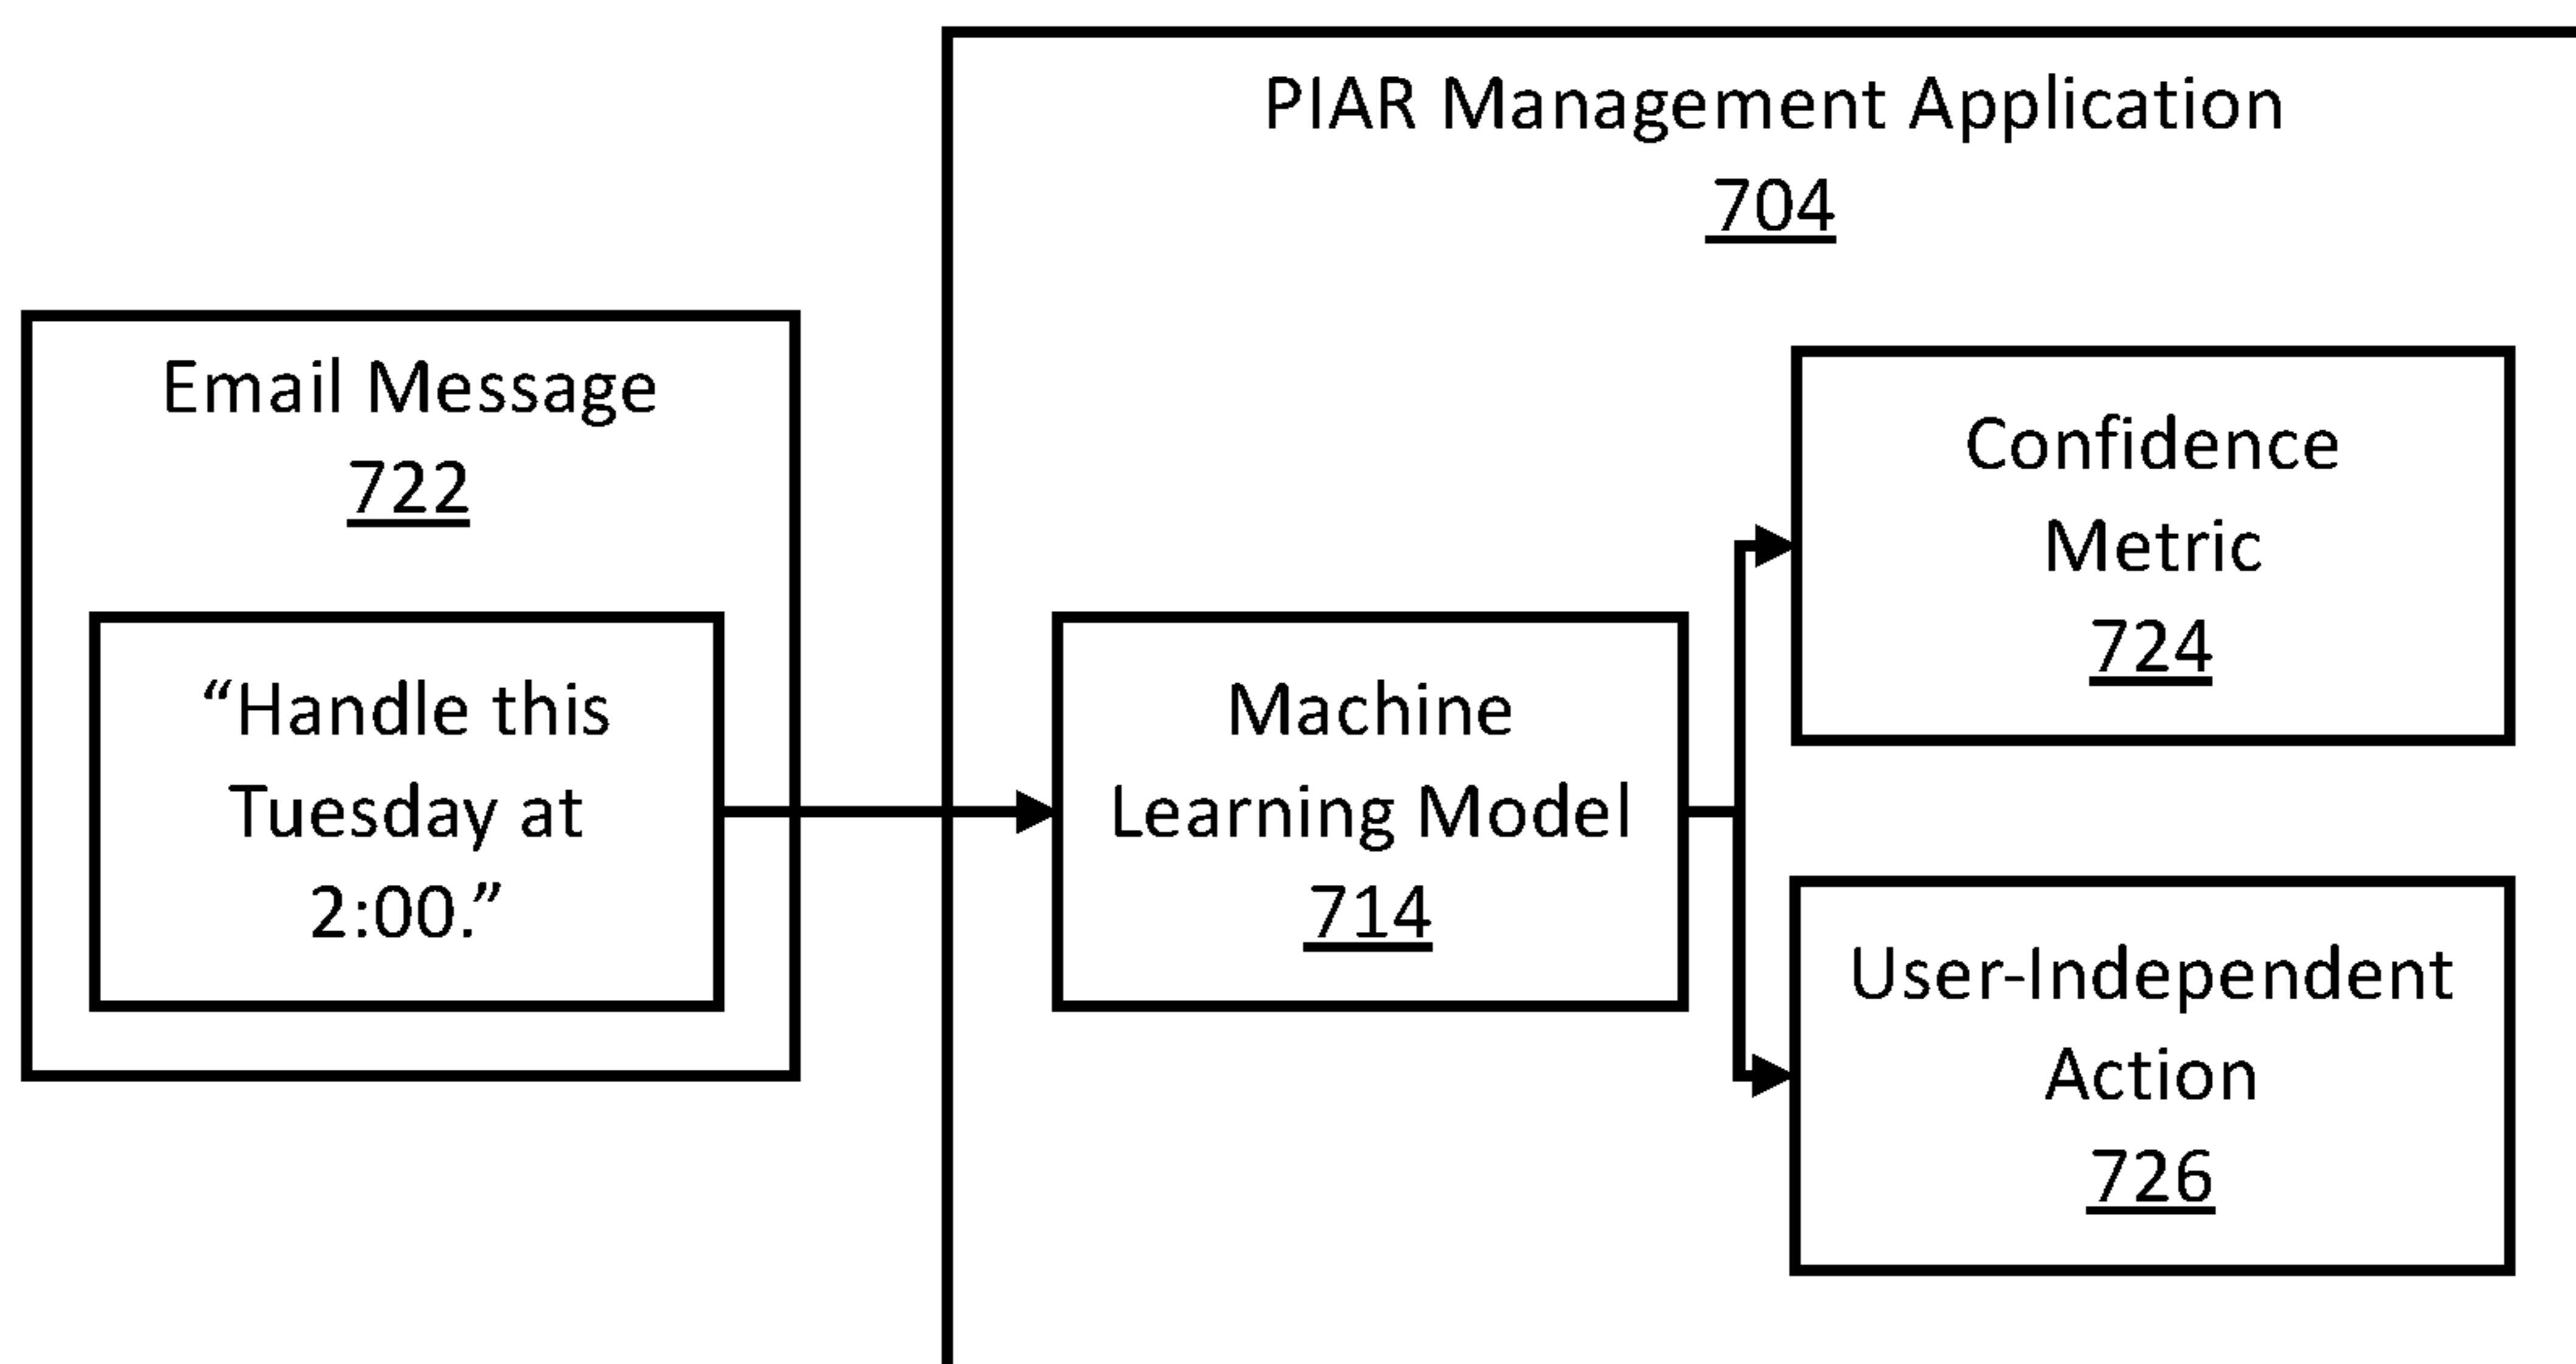 PIAR Management Application
704
Email Message
722
“Handle this
Tuesday at
2:00.”
Machine
Learning Model
714
Confidence
Metric
724
User-Independent
Action
726